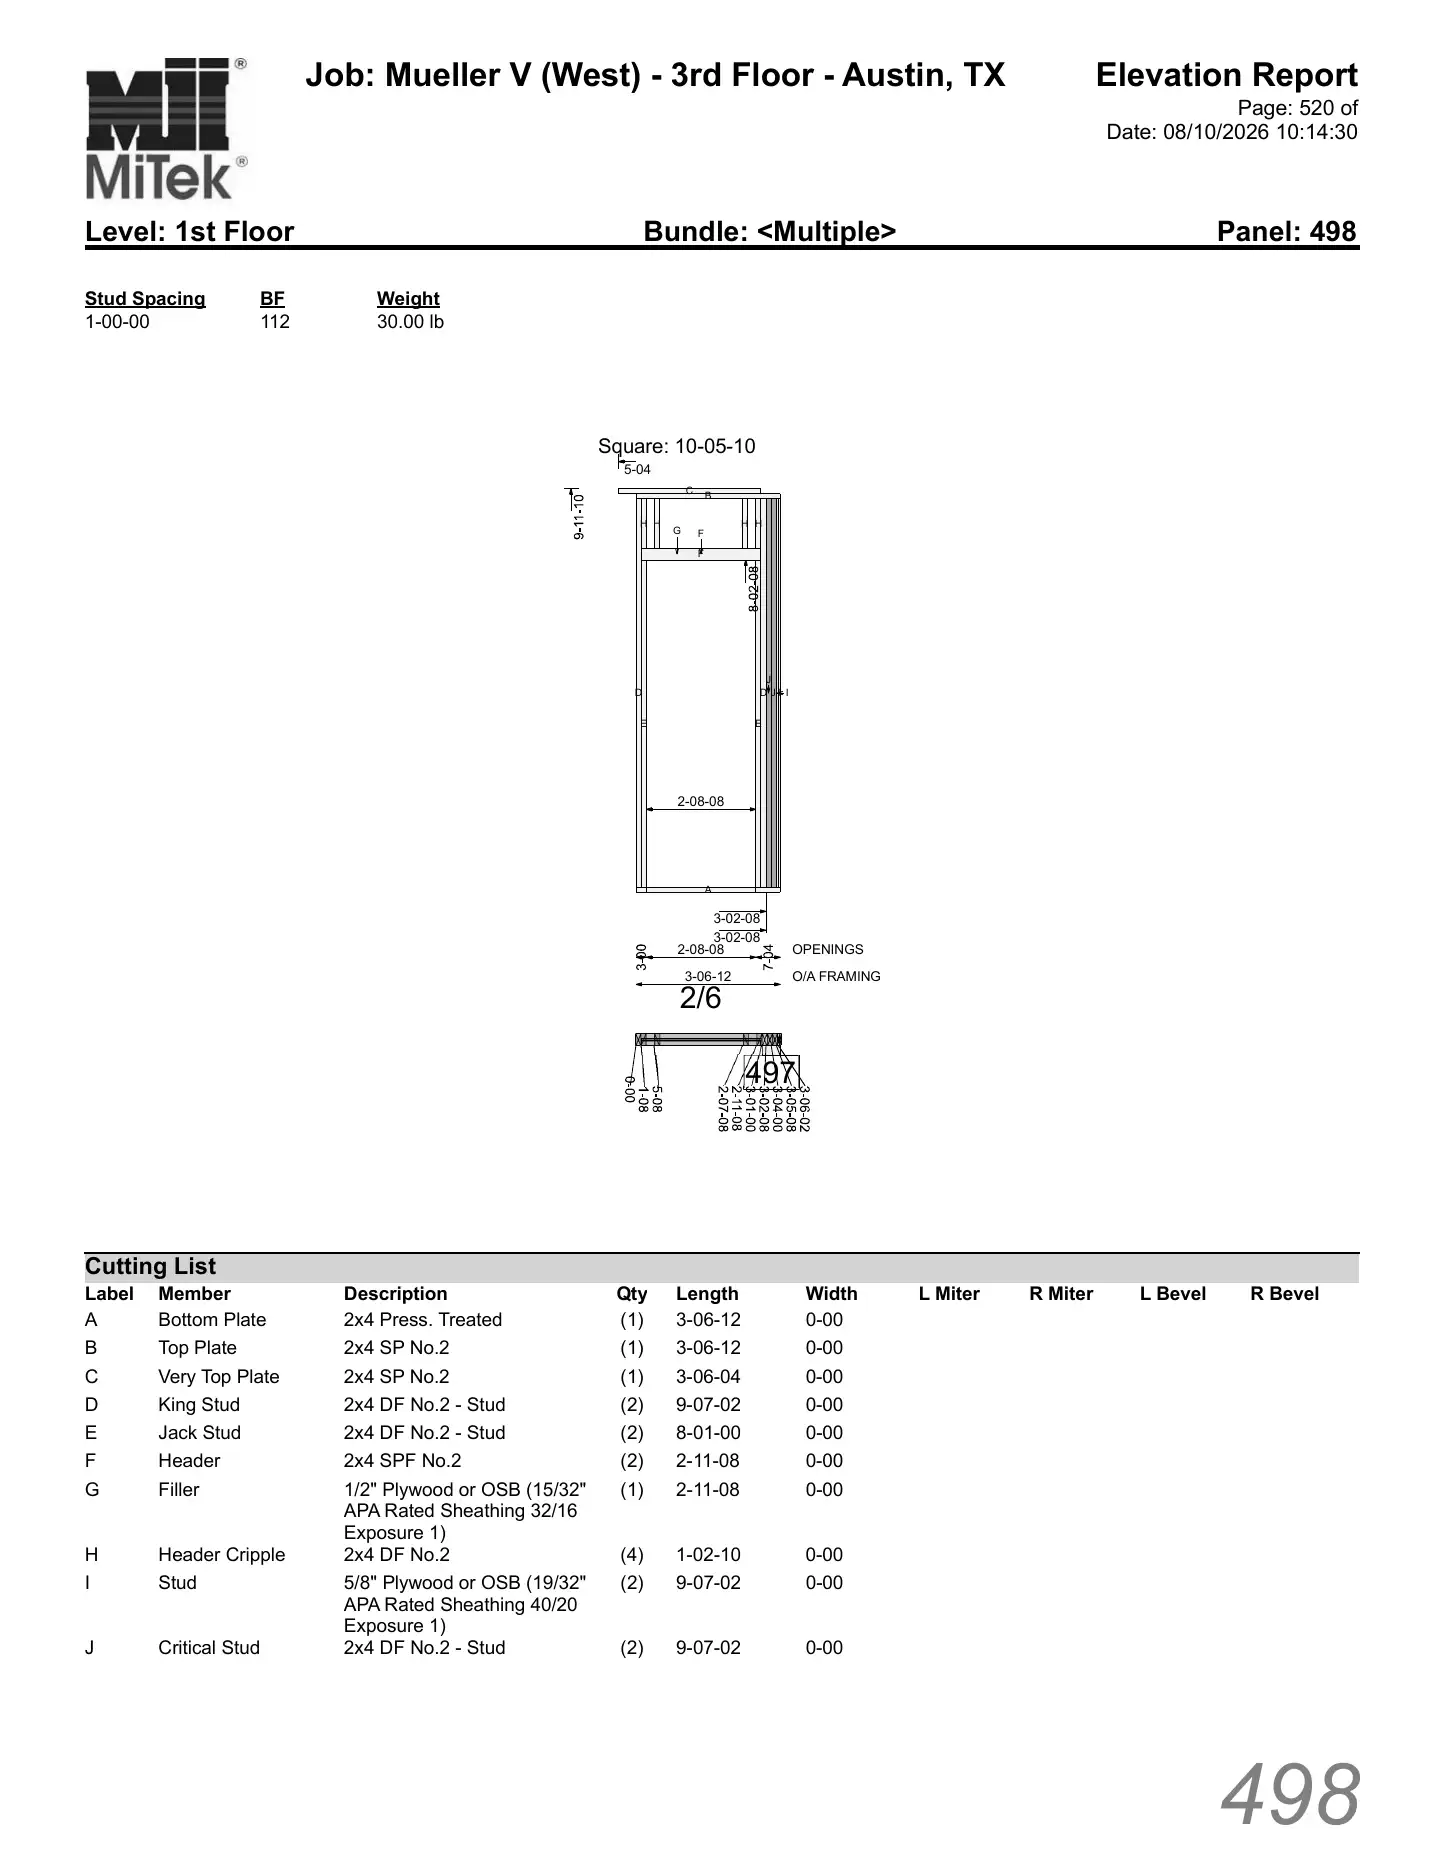 Job: Mueller V (West) - 3rd Floor - Austin, TX
Elevation Report
Page: 520 of
Date: 08/10/2026 10:14:30
MiTek®
Level: 1st Floor Bundle: <Multiple> Panel: 498
Stud Spacing BF Weight
1-00-00 112 30.00 lb
Square: 10-05-10
5-04
9-11-10
C
B
H H H H
G F
F
8-02-08
J
D D J I
E E
2-08-08
A
3-02-08
3-02-08
3-00 2-08-08 7-04 OPENINGS
3-06-12 O/A FRAMING
2/6
497
0-00 1-08 5-08 2-07-08 2-11-08 3-01-00 3-02-08 3-04-00 3-05-08 3-06-02
Cutting List
Label Member Description Qty Length Width L Miter R Miter L Bevel R Bevel
A Bottom Plate 2x4 Press. Treated (1) 3-06-12 0-00
B Top Plate 2x4 SP No.2 (1) 3-06-12 0-00
C Very Top Plate 2x4 SP No.2 (1) 3-06-04 0-00
D King Stud 2x4 DF No.2 - Stud (2) 9-07-02 0-00
E Jack Stud 2x4 DF No.2 - Stud (2) 8-01-00 0-00
F Header 2x4 SPF No.2 (2) 2-11-08 0-00
G Filler 1/2" Plywood or OSB (15/32" (1) 2-11-08 0-00
APA Rated Sheathing 32/16
Exposure 1)
H Header Cripple 2x4 DF No.2 (4) 1-02-10 0-00
I Stud 5/8" Plywood or OSB (19/32" (2) 9-07-02 0-00
APA Rated Sheathing 40/20
Exposure 1)
J Critical Stud 2x4 DF No.2 - Stud (2) 9-07-02 0-00
498